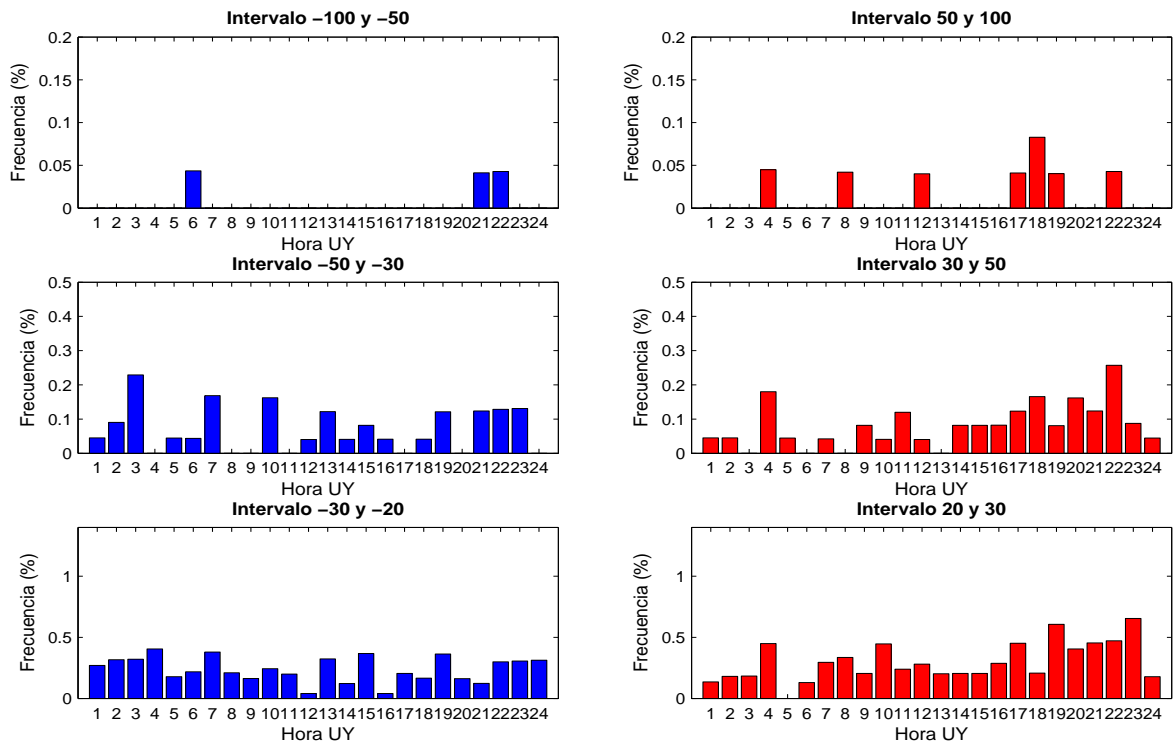 Intervalo −100 y −50
Frecuencia (%)
0.2
0.15
0.1
0.05
0
1 2 3 4 5 6 7 8 9 10 11 12 13 14 15 16 17 18 19 20 21 22 23 24
Hora UY
Intervalo 50 y 100
Frecuencia (%)
0.2
0.15
0.1
0.05
0
1 2 3 4 5 6 7 8 9 10 11 12 13 14 15 16 17 18 19 20 21 22 23 24
Hora UY
Intervalo −50 y −30
Frecuencia (%)
0.5
0.4
0.3
0.2
0.1
0
1 2 3 4 5 6 7 8 9 10 11 12 13 14 15 16 17 18 19 20 21 22 23 24
Hora UY
Intervalo 30 y 50
Frecuencia (%)
0.5
0.4
0.3
0.2
0.1
0
1 2 3 4 5 6 7 8 9 10 11 12 13 14 15 16 17 18 19 20 21 22 23 24
Hora UY
Intervalo −30 y −20
Frecuencia (%)
1
0.5
0
1 2 3 4 5 6 7 8 9 10 11 12 13 14 15 16 17 18 19 20 21 22 23 24
Hora UY
Intervalo 20 y 30
Frecuencia (%)
1
0.5
0
1 2 3 4 5 6 7 8 9 10 11 12 13 14 15 16 17 18 19 20 21 22 23 24
Hora UY